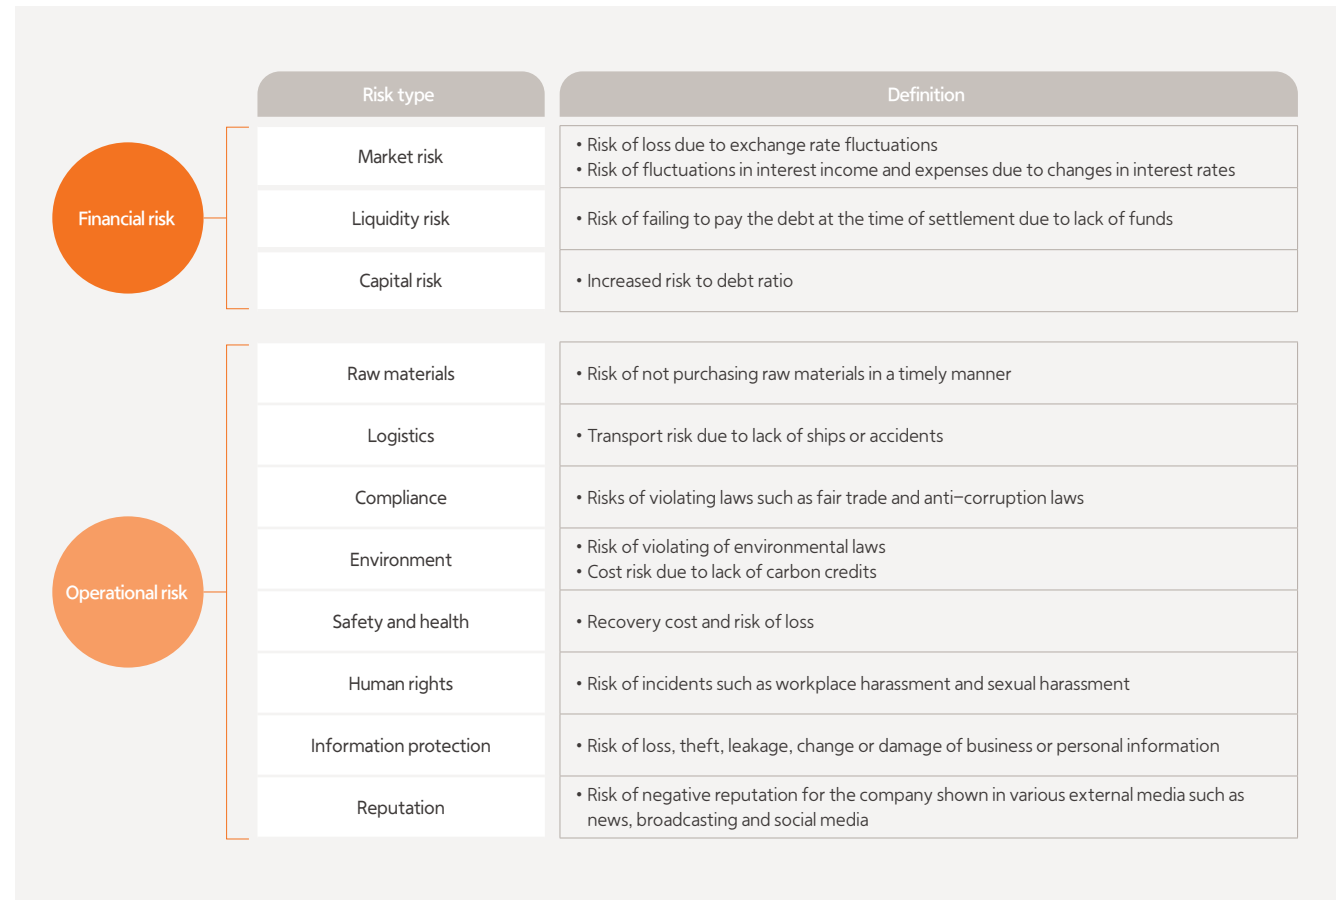 Risk type
Definition
Financial risk
Market risk
• Risk of loss due to exchange rate fluctuations
• Risk of fluctuations in interest income and expenses due to changes in interest rates
Liquidity risk
• Risk of failing to pay the debt at the time of settlement due to lack of funds
Capital risk
• Increased risk to debt ratio
Operational risk
Raw materials
• Risk of not purchasing raw materials in a timely manner
Logistics
• Transport risk due to lack of ships or accidents
Compliance
• Risks of violating laws such as fair trade and anti-corruption laws
Environment
• Risk of violating of environmental laws
• Cost risk due to lack of carbon credits
Safety and health
• Recovery cost and risk of loss
Human rights
• Risk of incidents such as workplace harassment and sexual harassment
Information protection
• Risk of loss, theft, leakage, change or damage of business or personal information
Reputation
• Risk of negative reputation for the company shown in various external media such as
news, broadcasting and social media